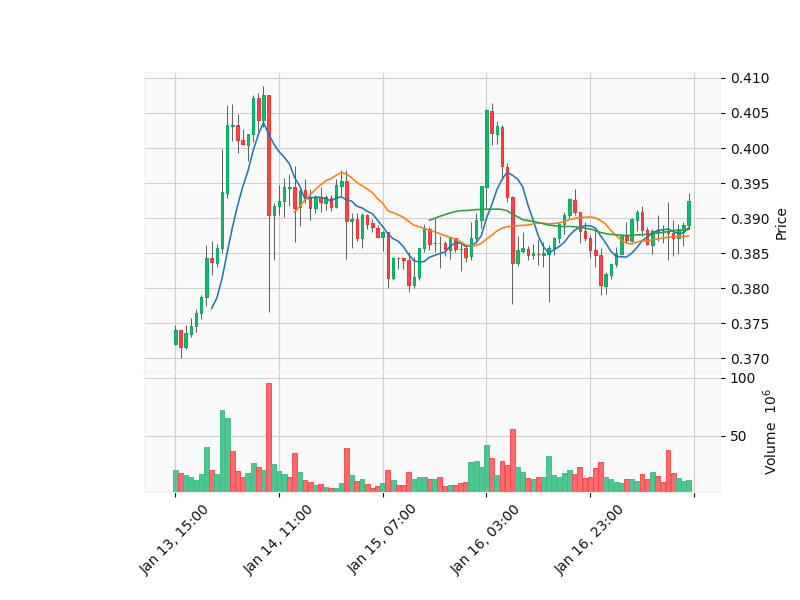 0.410
0.405
0.400
0.395
0.390
0.385
0.380
0.375
0.370
Price
100
50
Volume 10^6
Jan 13, 15:00
Jan 14, 11:00
Jan 15, 07:00
Jan 16, 03:00
Jan 16, 23:00